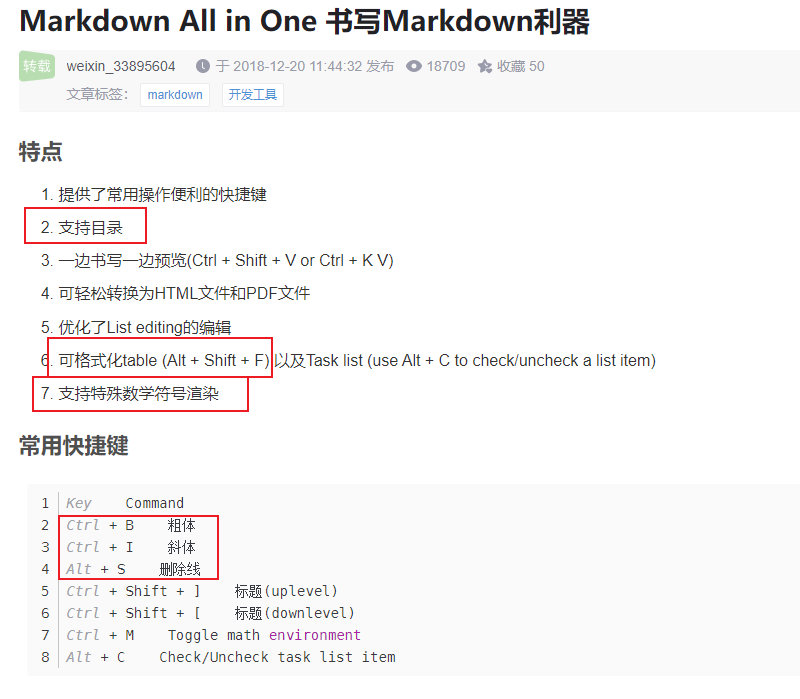 Markdown All in One 书写Markdown利器
转载 weixin_33895604 于 2018-12-20 11:44:32 发布 18709 收藏 50
文章标签： markdown 开发工具
特点
1. 提供了常用操作便利的快捷键
2. 支持目录
3. 一边书写一边预览(Ctrl + Shift + V or Ctrl + K V)
4. 可轻松转换为HTML文件和PDF文件
5. 优化了List editing的编辑
6. 可格式化table (Alt + Shift + F) 以及Task list (use Alt + C to check/uncheck a list item)
7. 支持特殊数学符号渲染
常用快捷键
1 Key Command
2 Ctrl + B 粗体
3 Ctrl + I 斜体
4 Alt + S 删除线
5 Ctrl + Shift + ] 标题(uplevel)
6 Ctrl + Shift + [ 标题(downlevel)
7 Ctrl + M Toggle math environment
8 Alt + C Check/Uncheck task list item